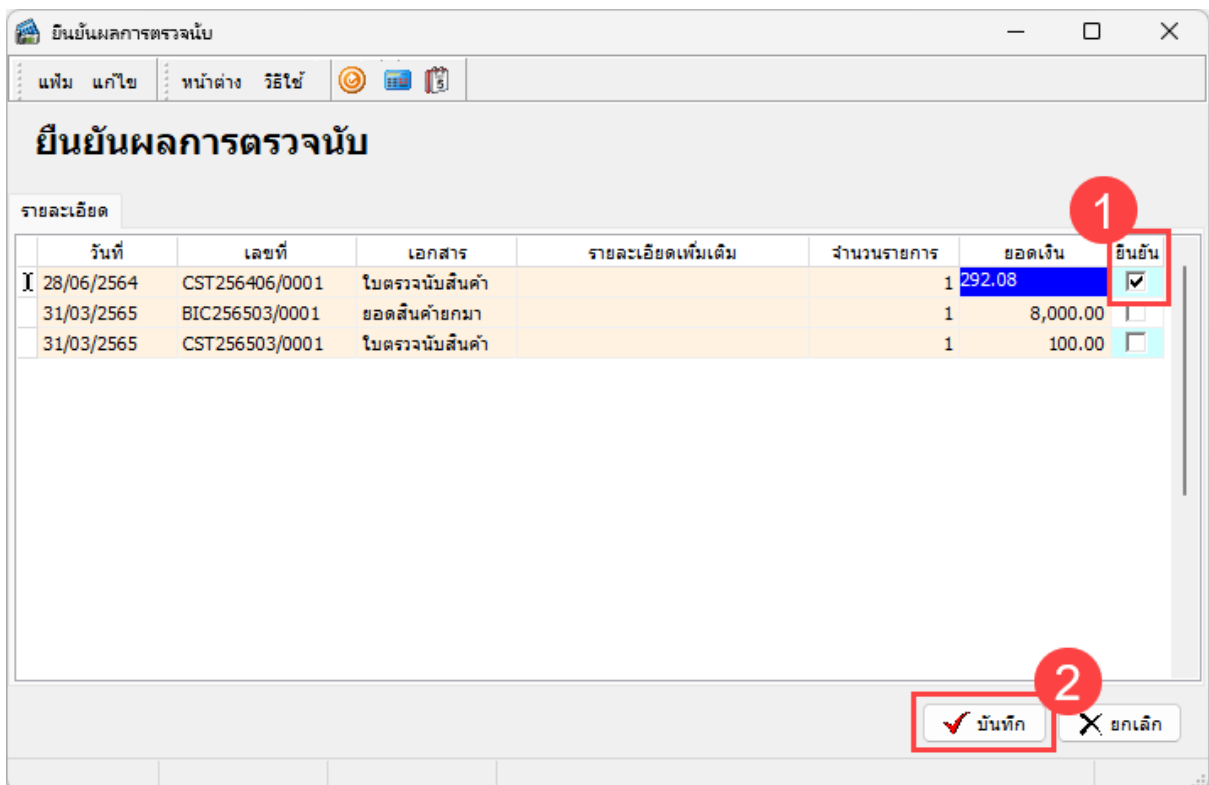 ยืนยันผลการตรวจนับ
แฟ้ม แก้ไข หน้าต่าง วิธีใช้ 5
ยืนยันผลการตรวจนับ
1
รายละเอียด
วันที่ เลขที่ เอกสาร รายละเอียดเพิ่มเติม จำนวนรายการ ยอดเงิน ยืนยัน
28/06/2564 CST256406/0001 ใบตรวจนับสินค้า 1 292.08
31/03/2565 BIC256503/0001 ยอดสินค้ายกมา 1 8,000.00
31/03/2565 CST256503/0001 ใบตรวจนับสินค้า 1 100.00
2
บันทึก ยกเลิก